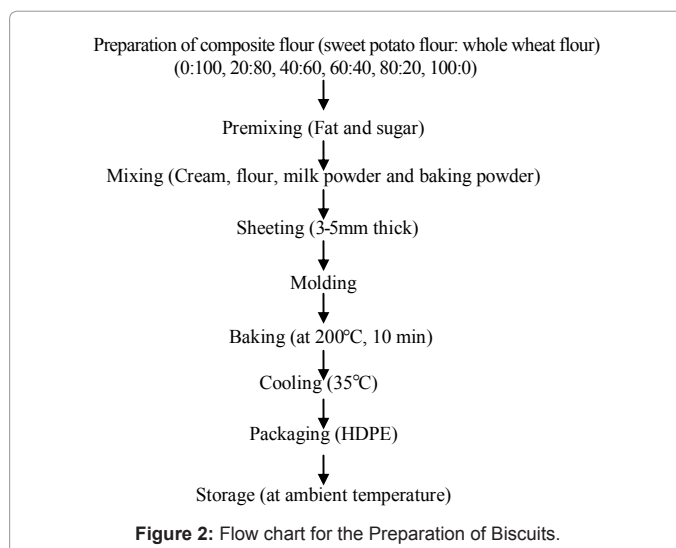 Preparation of composite flour (sweet potato flour: whole wheat flour)
(0:100, 20:80, 40:60, 60:40, 80:20, 100:0)
Premixing (Fat and sugar)
Mixing (Cream, flour, milk powder and baking powder)
Sheeting (3-5mm thick)
Molding
Baking (at 200℃, 10 min)
Cooling (35℃)
Packaging (HDPE)
Storage (at ambient temperature)
Figure 2: Flow chart for the Preparation of Biscuits.